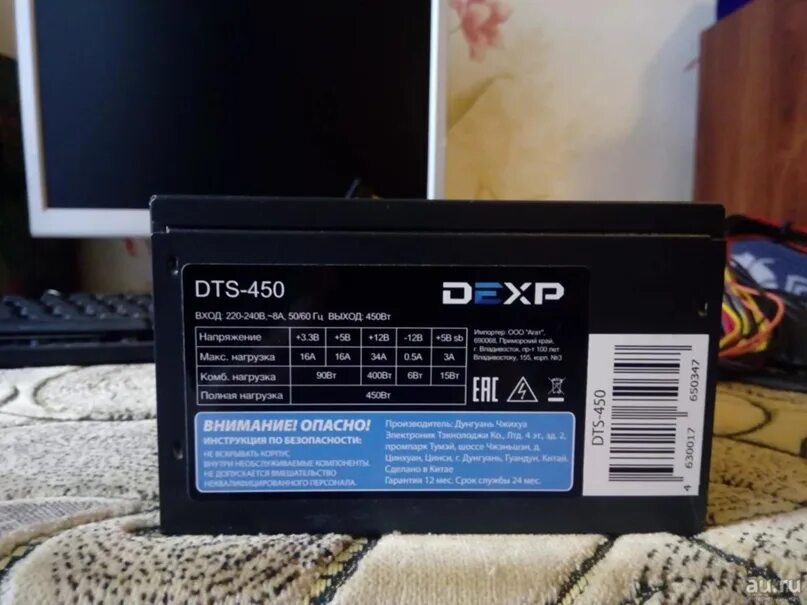 DTS-450
DEXP
ВХОД: 220-240В,~8А, 50/60 Гц ВЫХОД: 450Вт
Напряжение +3.3В +5В +12В -12В +5В sb
Макс. нагрузка 16А 16А 34А 0.5А 3А
Комб. нагрузка 90Вт 400Вт 6Вт 15Вт
Полная нагрузка 450Вт
Импортер: ООО "Агат",
690068, Приморский край,
г. Владивосток, пр-т 100 лет
Владивостоку, 155, корп. №3
EAC
ВНИМАНИЕ! ОПАСНО!
ИНСТРУКЦИЯ ПО БЕЗОПАСНОСТИ:
НЕ ВСКРЫВАТЬ КОРПУС
ВНУТРИ НЕОБСЛУЖИВАЕМЫЕ КОМПОНЕНТЫ.
НЕ ДОПУСКАЕТСЯ ВМЕШАТЕЛЬСТВО
НЕКВАЛИФИЦИРОВАННОГО ПЕРСОНАЛА.
Производитель: Дунгуань Чжихуа
Электроник Тэкнолоджи Ко., Лтд. 4 эт., зд. 2,
промпарк Тумэй, шоссе Чжэньшэн, д.
Цинхуан, Цинси, г. Дунгуань, Гуандун, Китай.
Сделано в Китае
Гарантия 12 мес. Срок службы 24 мес.
DTS-450
4 630017 650347
au.ru